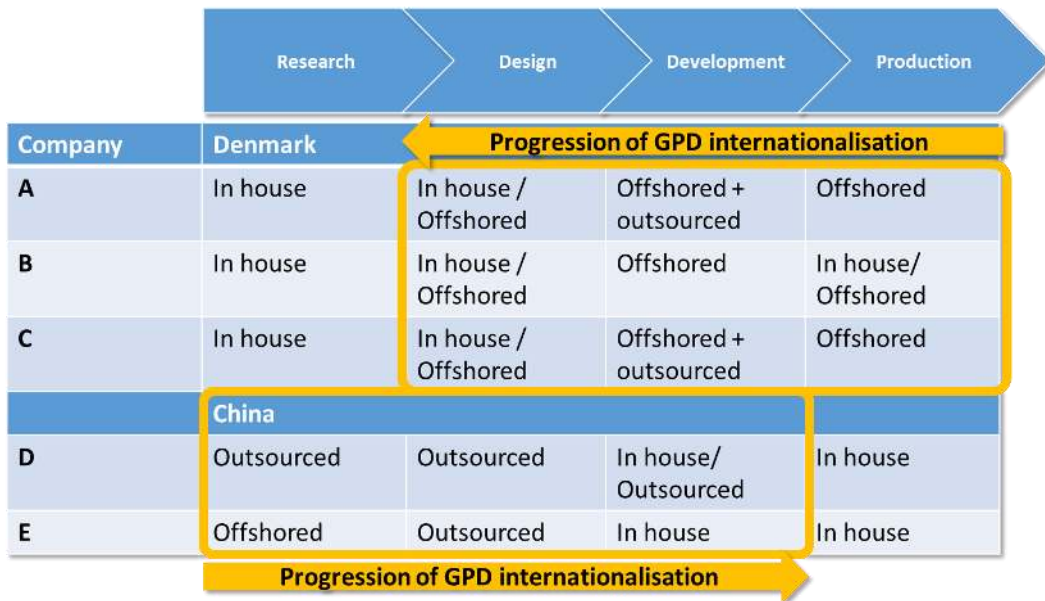 Research Design Development Production
Company Denmark Progression of GPD internationalisation
A In house In house / Offshored + Offshored
Offshored outsourced
B In house In house / Offshored In house/
Offshored Offshored
C In house In house / Offshored + Offshored
Offshored outsourced
China
D Outsourced Outsourced In house/ In house
Outsourced
E Offshored Outsourced In house In house
Progression of GPD internationalisation